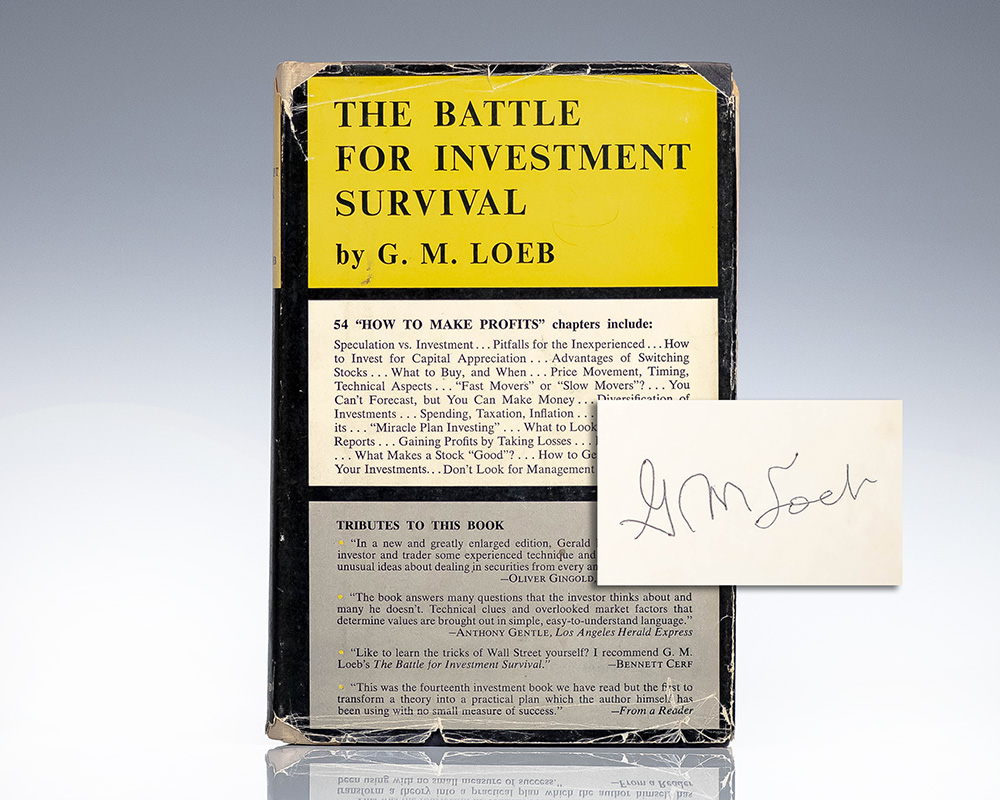 THE BATTLE
FOR INVESTMENT
SURVIVAL
by G. M. LOEB
54 “HOW TO MAKE PROFITS” chapters include:
Speculation vs. Investment . . . Pitfalls for the Inexperienced . . . How
to Invest for Capital Appreciation . . . Advantages of Switching
Stocks . . . What to Buy, and When . . . Price Movement, Timing,
Technical Aspects . . . “Fast Movers” or “Slow Movers”? . . . You
Can’t Forecast, but You Can Make Money . . . Diversification of
Investments . . . Spending, Taxation, Inflation . . .
its . . . “Miracle Plan Investing” . . . What to Look
Reports . . . Gaining Profits by Taking Losses . . .
. . . What Makes a Stock “Good”? . . . How to Ge
Your Investments. . . Don’t Look for Management
G M Loeb
TRIBUTES TO THIS BOOK
“In a new and greatly enlarged edition, Gerald
investor and trader some experienced technique and
unusual ideas about dealing in securities from every an
—OLIVER GINGOLD,
“The book answers many questions that the investor thinks about and
many he doesn’t. Technical clues and overlooked market factors that
determine values are brought out in simple, easy-to-understand language.”
—ANTHONY GENTLE, Los Angeles Herald Express
“Like to learn the tricks of Wall Street yourself? I recommend G. M.
Loeb’s The Battle for Investment Survival.” —BENNETT CERF
“This was the fourteenth investment book we have read but the first to
transform a theory into a practical plan which the author himself has
been using with no small measure of success.” —From a Reader